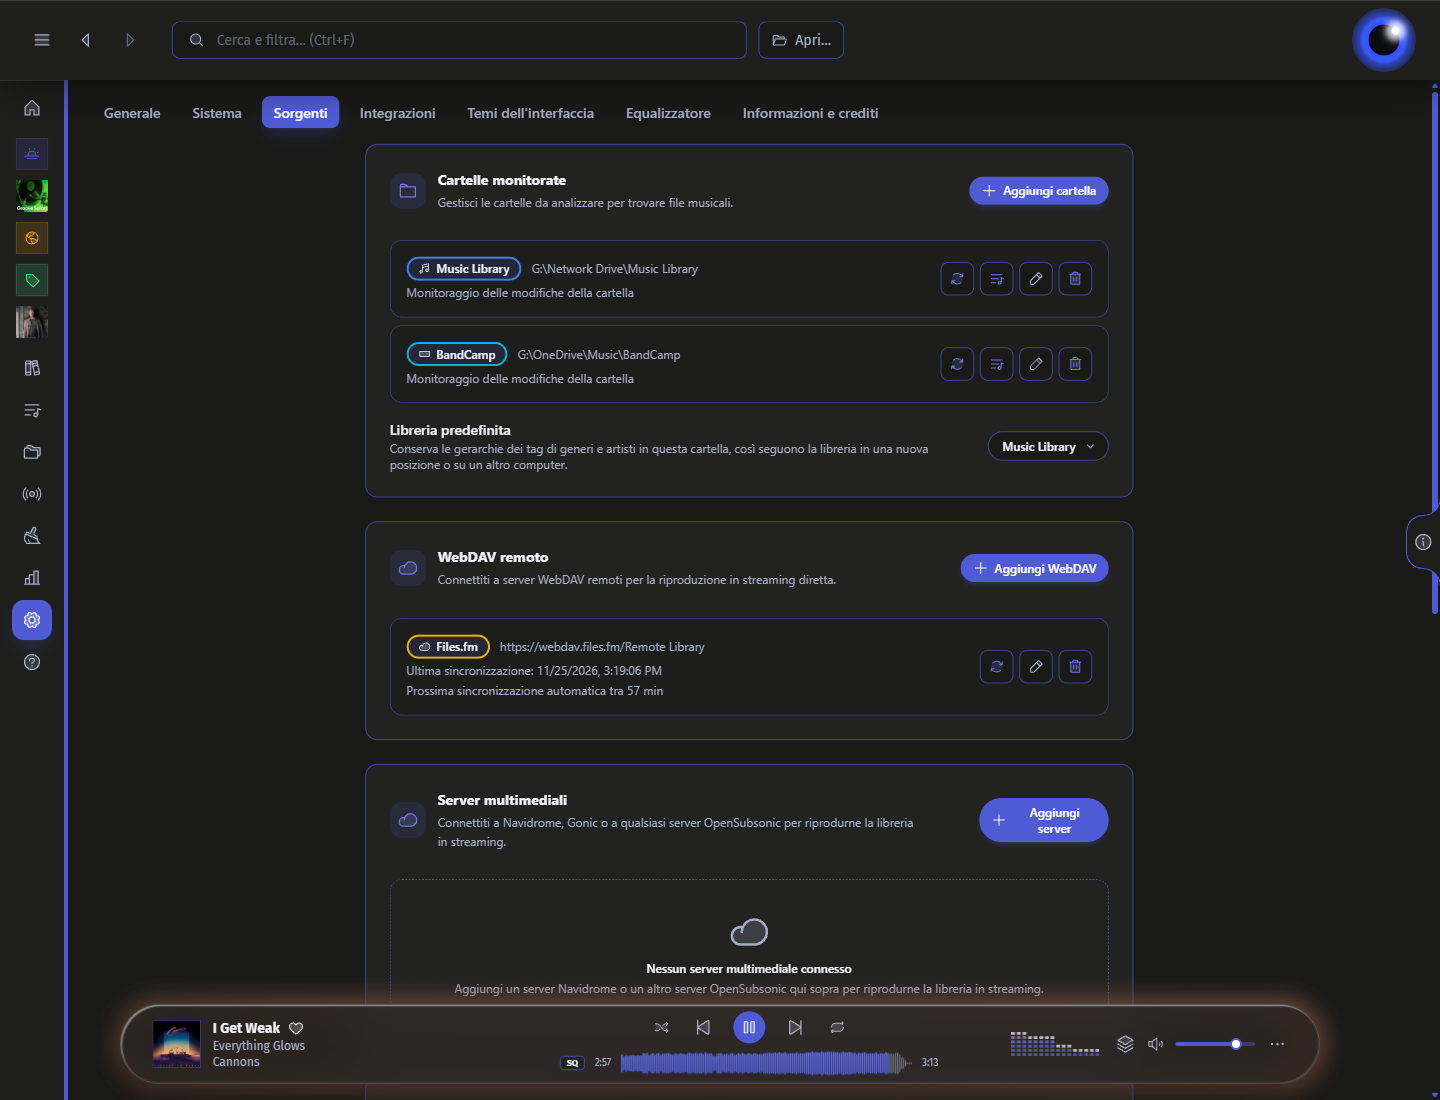 Cerca e filtra... (Ctrl+F)
Apri...
Generale
Sistema
Sorgenti
Integrazioni
Temi dell'interfaccia
Equalizzatore
Informazioni e crediti
Cartelle monitorate
Gestisci le cartelle da analizzare per trovare file musicali.
Aggiungi cartella
Music Library
G:\Network Drive\Music Library
Monitoraggio delle modifiche della cartella
BandCamp
G:\OneDrive\Music\BandCamp
Monitoraggio delle modifiche della cartella
Libreria predefinita
Conserva le gerarchie dei tag di generi e artisti in questa cartella, così seguono la libreria in una nuova
posizione o su un altro computer.
Music Library
WebDAV remoto
Connettiti a server WebDAV remoti per la riproduzione in streaming diretta.
Aggiungi WebDAV
Files.fm
https://webdav.files.fm/Remote Library
Ultima sincronizzazione: 11/25/2026, 3:19:06 PM
Prossima sincronizzazione automatica tra 57 min
Server multimediali
Connettiti a Navidrome, Gonic o a qualsiasi server OpenSubsonic per riprodurne la libreria
in streaming.
Aggiungi
server
Nessun server multimediale connesso
Aggiungi un server Navidrome o un altro server OpenSubsonic qui sopra per riprodurne la libreria in streaming.
I Get Weak
Everything Glows
Cannons
SQ
2:57
3:13